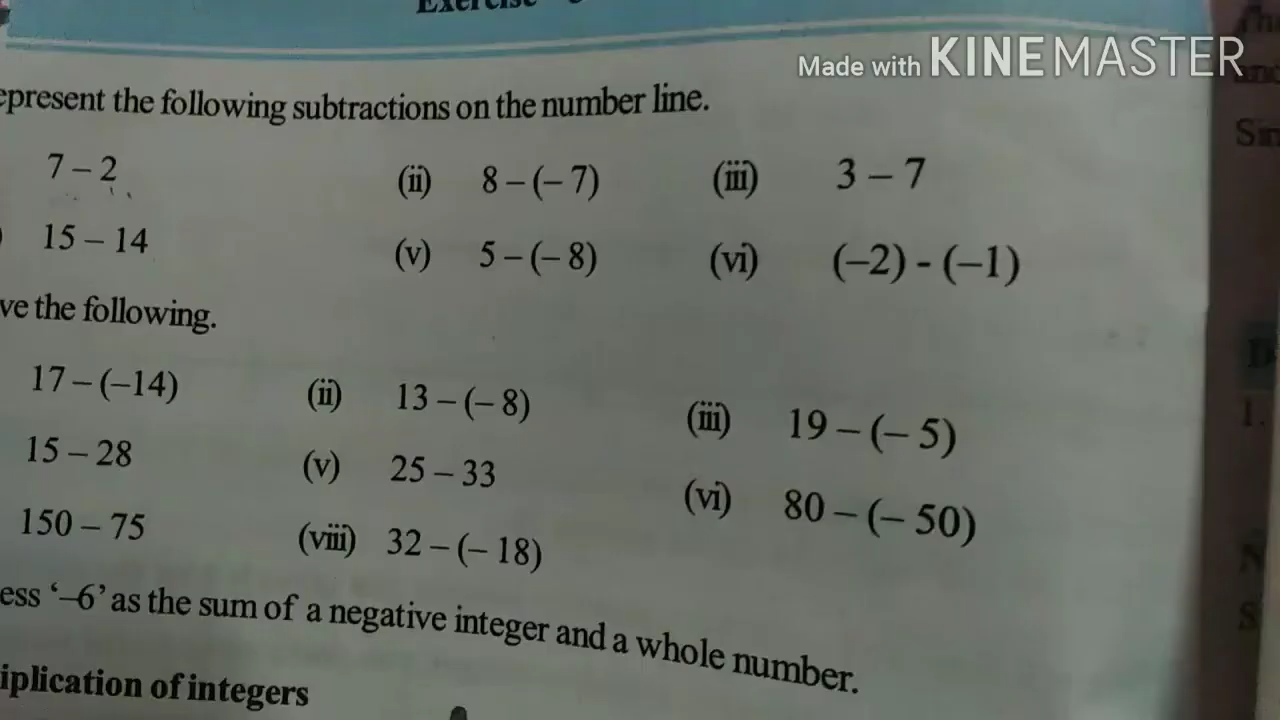 Exercise
Made with KINEMASTER
epresent the following subtractions on the number line.
7 – 2 (ii) 8 – (– 7) (iii) 3 – 7
) 15 – 14 (v) 5 – (– 8) (vi) (–2) - (–1)
ve the following.
17 – (–14) (ii) 13 – (– 8) (iii) 19 – (– 5)
15 – 28 (v) 25 – 33 (vi) 80 – (– 50)
150 – 75 (viii) 32 – (– 18)
ess ‘–6’ as the sum of a negative integer and a whole number.
iplication of integers
1.